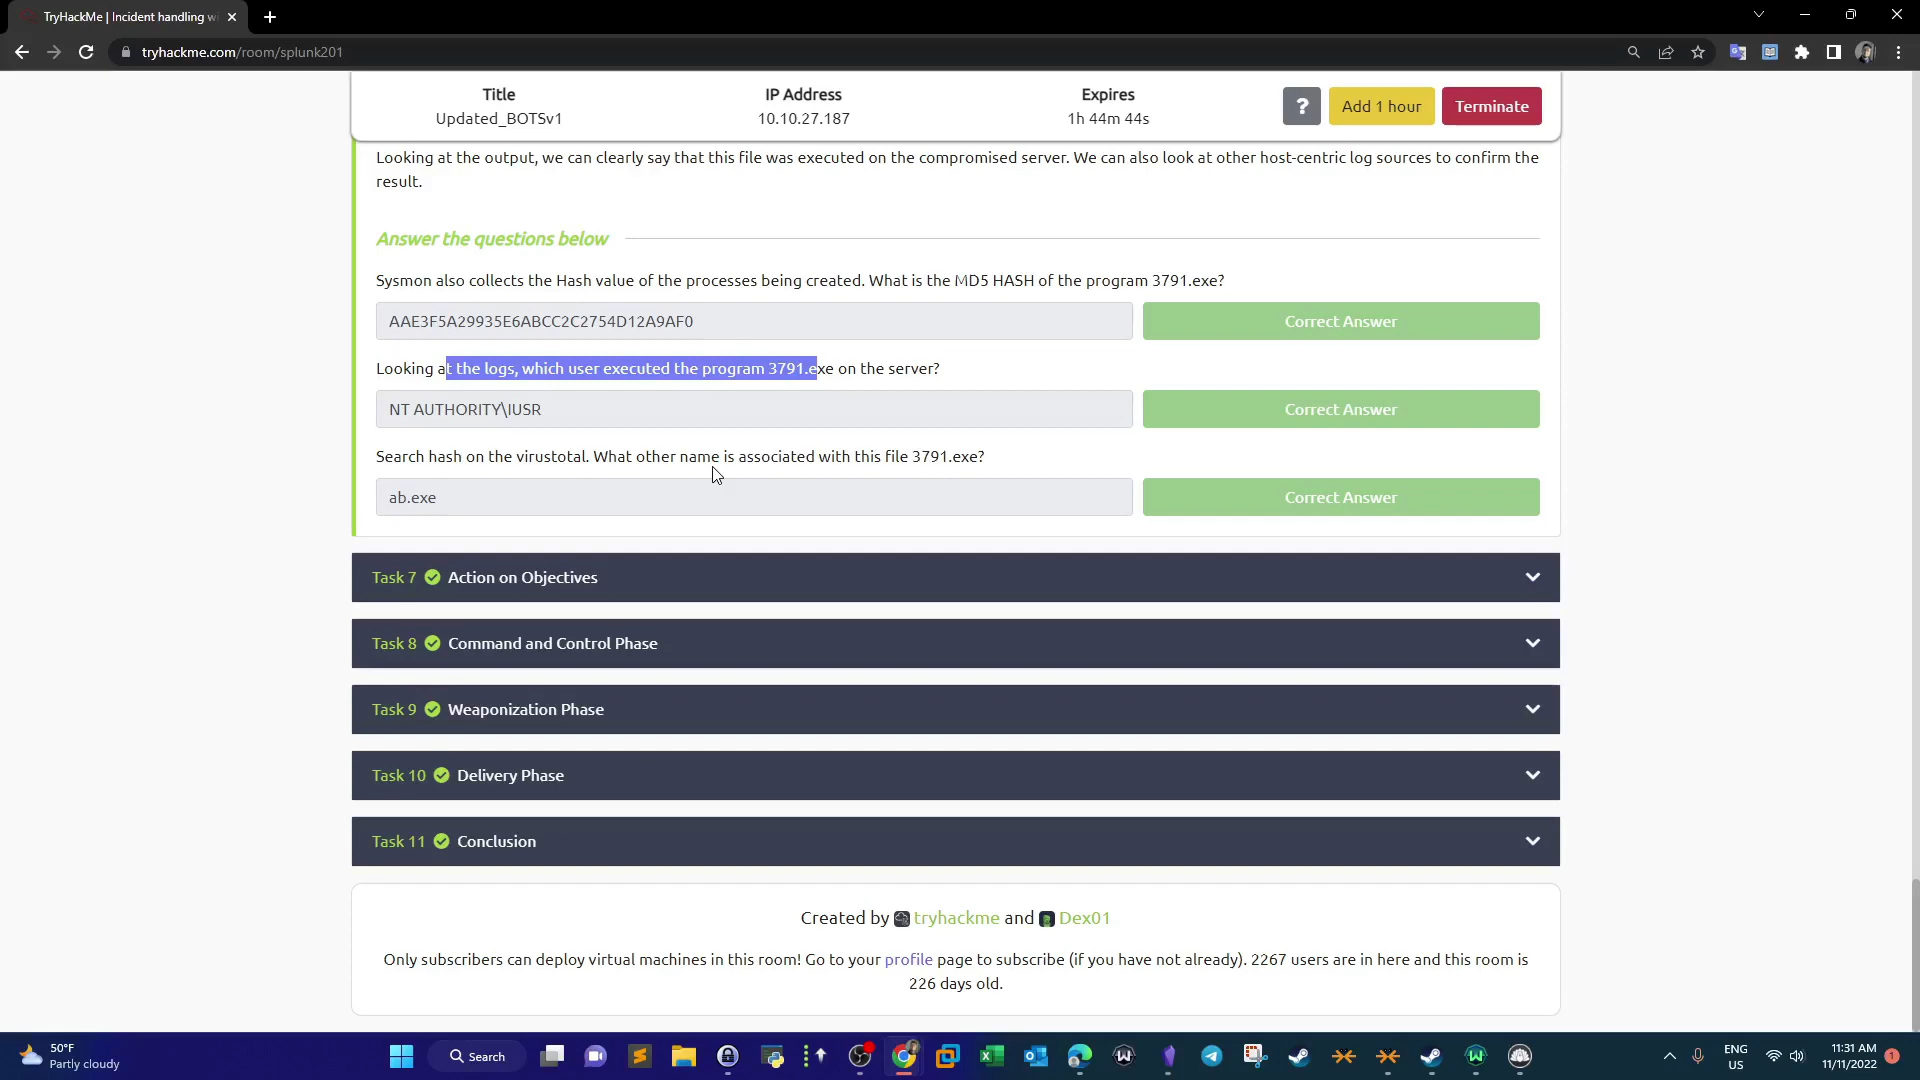 TryHackMe | Incident handling wi
tryhackme.com/room/splunk201
Title
Updated_BOTSv1
IP Address
10.10.27.187
Expires
1h 44m 44s
?
Add 1 hour
Terminate
Looking at the output, we can clearly say that this file was executed on the compromised server. We can also look at other host-centric log sources to confirm the
result.
Answer the questions below
Sysmon also collects the Hash value of the processes being created. What is the MD5 HASH of the program 3791.exe?
AAE3F5A29935E6ABCC2C2754D12A9AF0
Correct Answer
Looking at the logs, which user executed the program 3791.exe on the server?
NT AUTHORITY\IUSR
Correct Answer
Search hash on the virustotal. What other name is associated with this file 3791.exe?
ab.exe
Correct Answer
Task 7 Action on Objectives
Task 8 Command and Control Phase
Task 9 Weaponization Phase
Task 10 Delivery Phase
Task 11 Conclusion
Created by tryhackme and Dex01
Only subscribers can deploy virtual machines in this room! Go to your profile page to subscribe (if you have not already). 2267 users are in here and this room is
226 days old.
50°F
Partly cloudy
Search
ENG
US
11:31 AM
11/11/2022
1